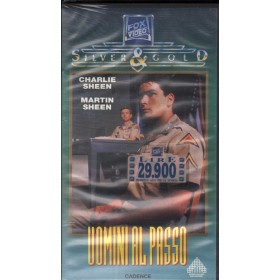 FOX
VIDEO
SILVER & GOLD
CHARLIE
SHEEN
MARTIN
SHEEN
LIRE
29.900
UOMINI AL PASSO
CADENCE